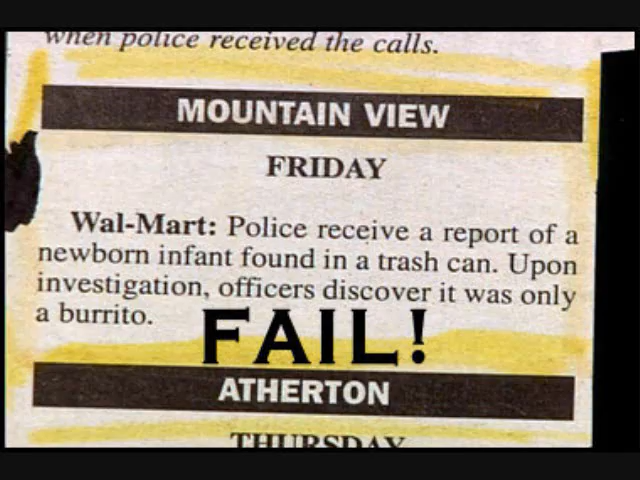 when police received the calls.
MOUNTAIN VIEW
FRIDAY
Wal-Mart: Police receive a report of a
newborn infant found in a trash can. Upon
investigation, officers discover it was only
a burrito.
FAIL!
ATHERTON
THURSDAY